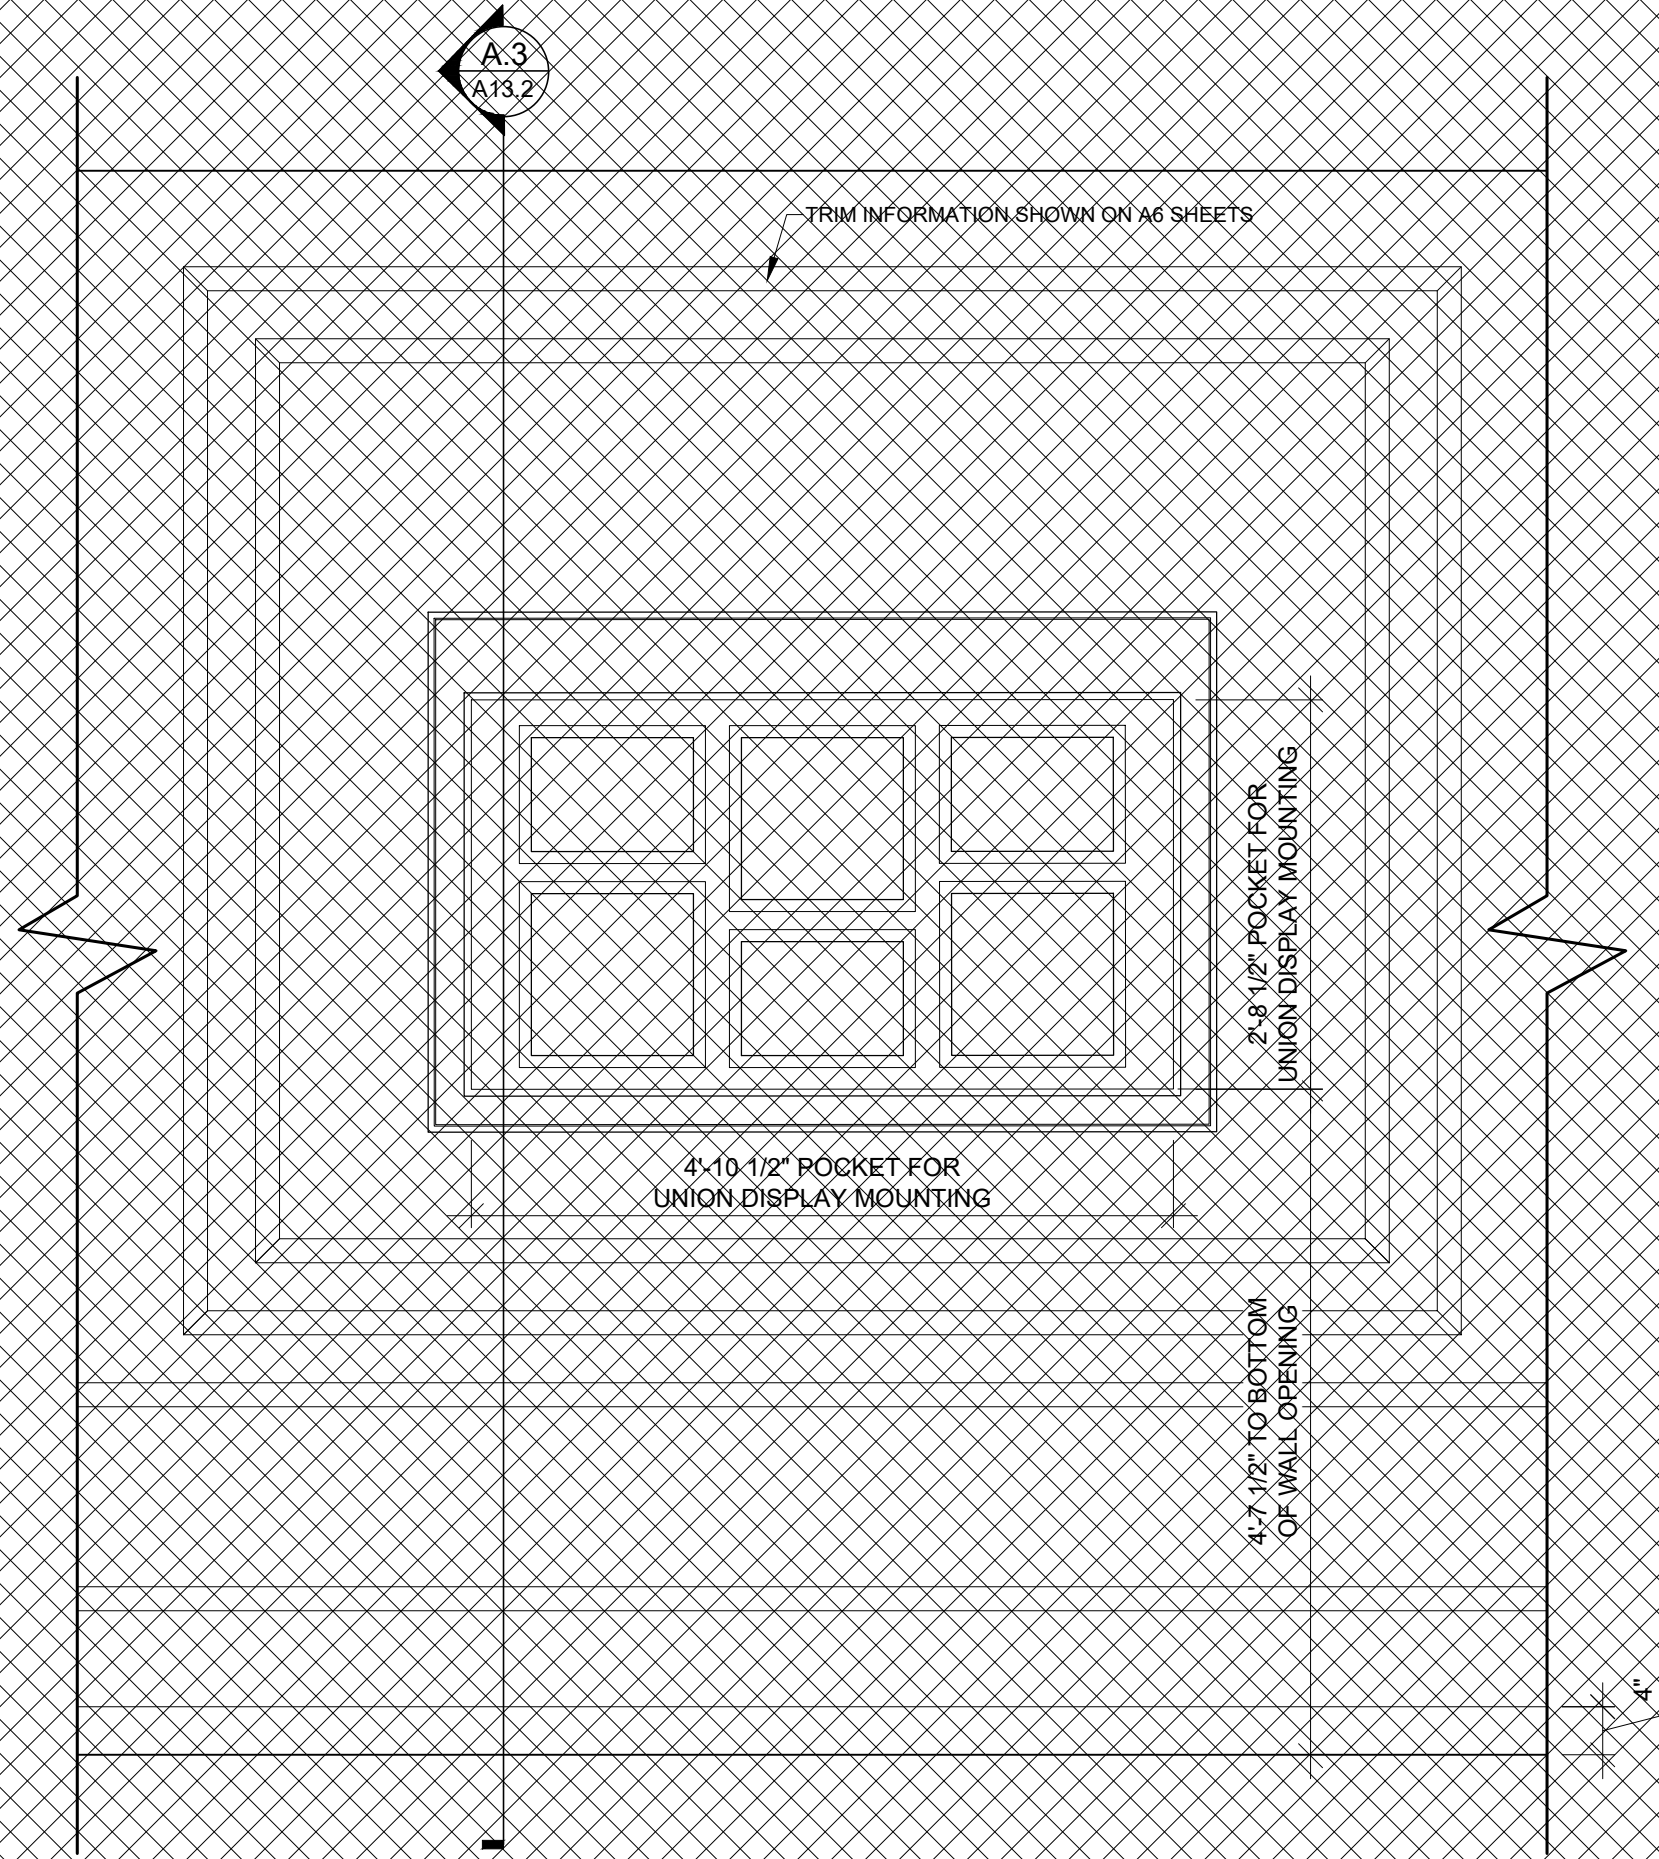 A.3
A13.2
TRIM INFORMATION SHOWN ON A6 SHEETS
2'-8 1/2" POCKET FOR
UNION DISPLAY MOUNTING
4'-10 1/2" POCKET FOR
UNION DISPLAY MOUNTING
4'-7 1/2" TO BOTTOM
OF WALL OPENING
4"